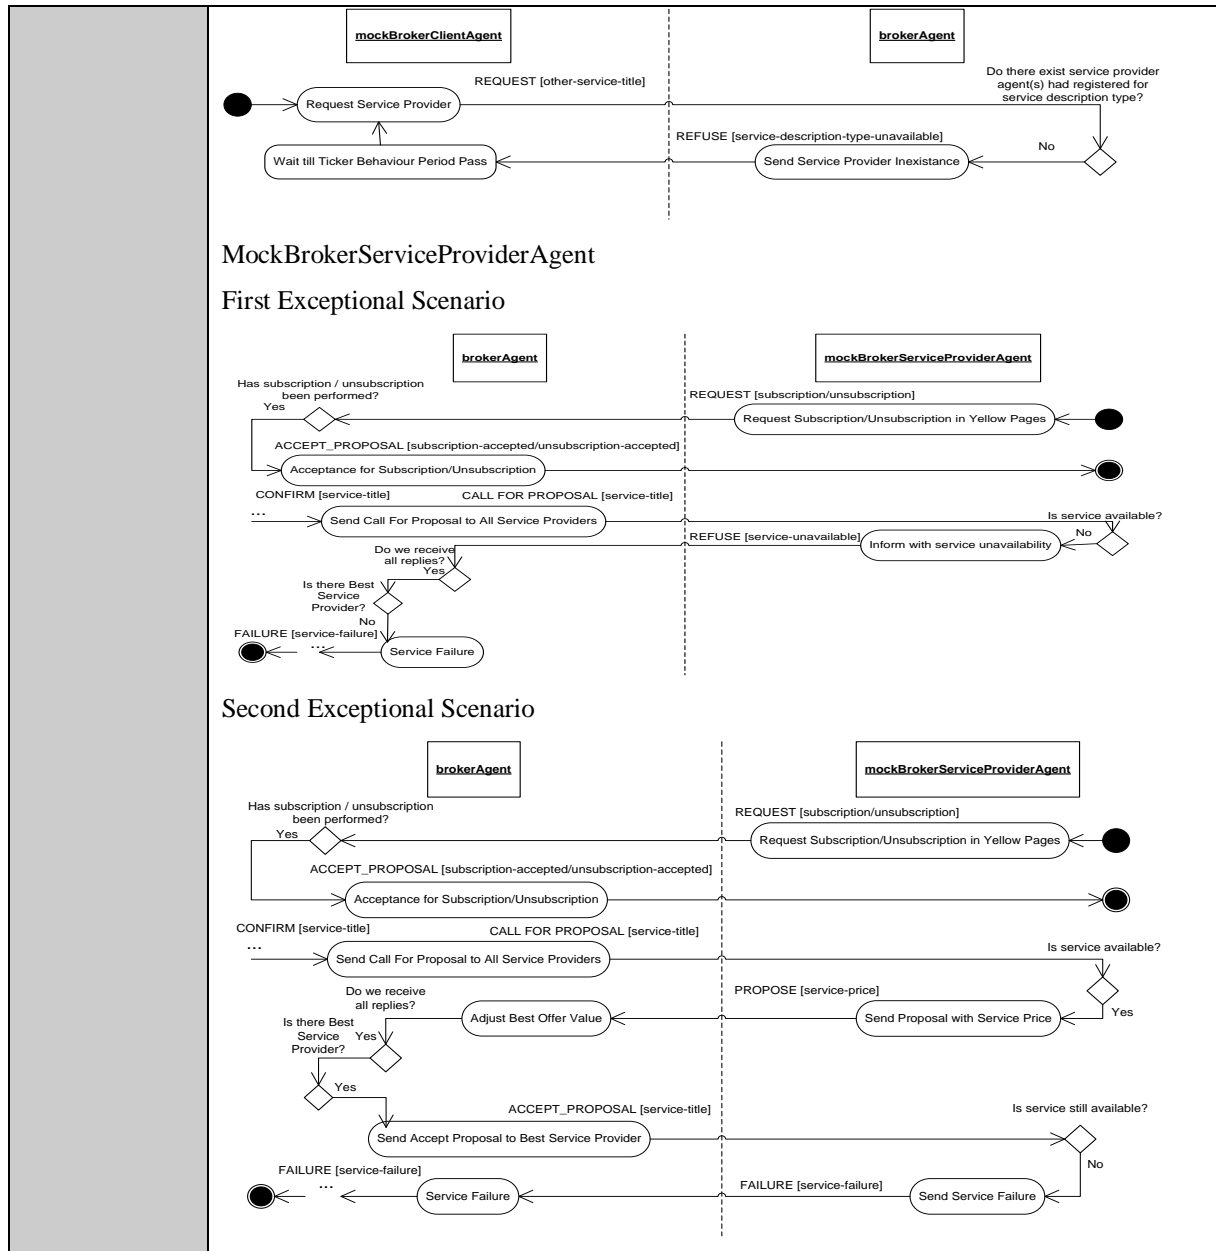 mockBrokerClientAgent
brokerAgent
REQUEST [other-service-title]
Do there exist service provider
agent(s) had registered for
service description type?
Request Service Provider
REFUSE [service-description-type-unavailable]
No
Wait till Ticker Behaviour Period Pass
Send Service Provider Inexistance
MockBrokerServiceProviderAgent
First Exceptional Scenario
brokerAgent
mockBrokerServiceProviderAgent
Has subscription / unsubscription
been performed?
Yes
REQUEST [subscription/unsubscription]
Request Subscription/Unsubscription in Yellow Pages
ACCEPT_PROPOSAL [subscription-accepted/unsubscription-accepted]
Acceptance for Subscription/Unsubscription
CONFIRM [service-title]
CALL FOR PROPOSAL [service-title]
...
Send Call For Proposal to All Service Providers
Is service available?
No
REFUSE [service-unavailable]
Inform with service unavailability
Do we receive
all replies?
Yes
Is there Best
Service
Provider?
No
FAILURE [service-failure]
...
Service Failure
Second Exceptional Scenario
brokerAgent
mockBrokerServiceProviderAgent
Has subscription / unsubscription
been performed?
Yes
REQUEST [subscription/unsubscription]
Request Subscription/Unsubscription in Yellow Pages
ACCEPT_PROPOSAL [subscription-accepted/unsubscription-accepted]
Acceptance for Subscription/Unsubscription
CONFIRM [service-title]
CALL FOR PROPOSAL [service-title]
...
Send Call For Proposal to All Service Providers
Is service available?
Do we receive
all replies?
PROPOSE [service-price]
Yes
Adjust Best Offer Value
Send Proposal with Service Price
Is there Best
Service
Provider?
Yes
Yes
ACCEPT_PROPOSAL [service-title]
Is service still available?
Send Accept Proposal to Best Service Provider
No
FAILURE [service-failure]
...
Service Failure
FAILURE [service-failure]
Send Service Failure